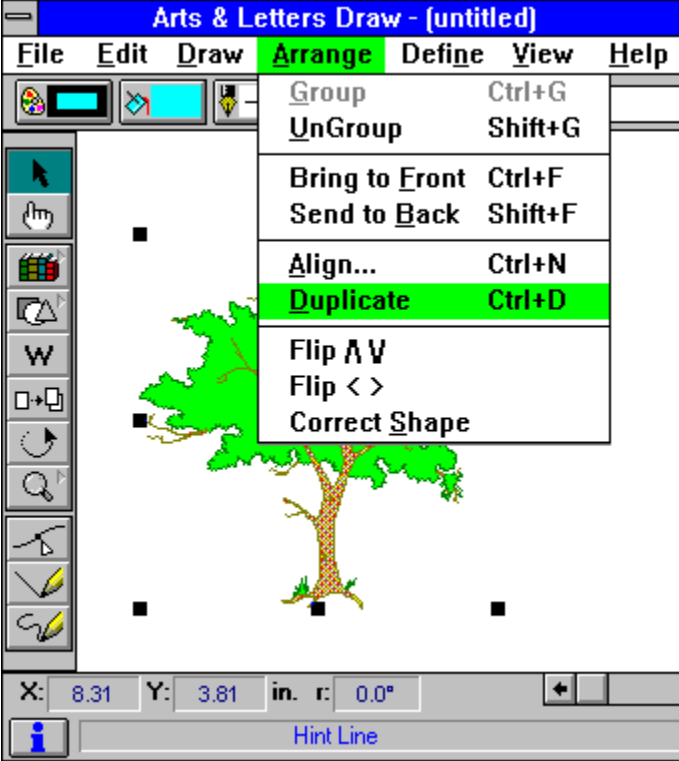 Arts & Letters Draw - (untitled)
File Edit Draw Arrange Define View Help
Group Ctrl+G
UnGroup Shift+G
Bring to Front Ctrl+F
Send to Back Shift+F
Align... Ctrl+N
Duplicate Ctrl+D
Flip Λ V
Flip < >
Correct Shape
W
X: 8.31 Y: 3.81 in. r: 0.0°
i Hint Line